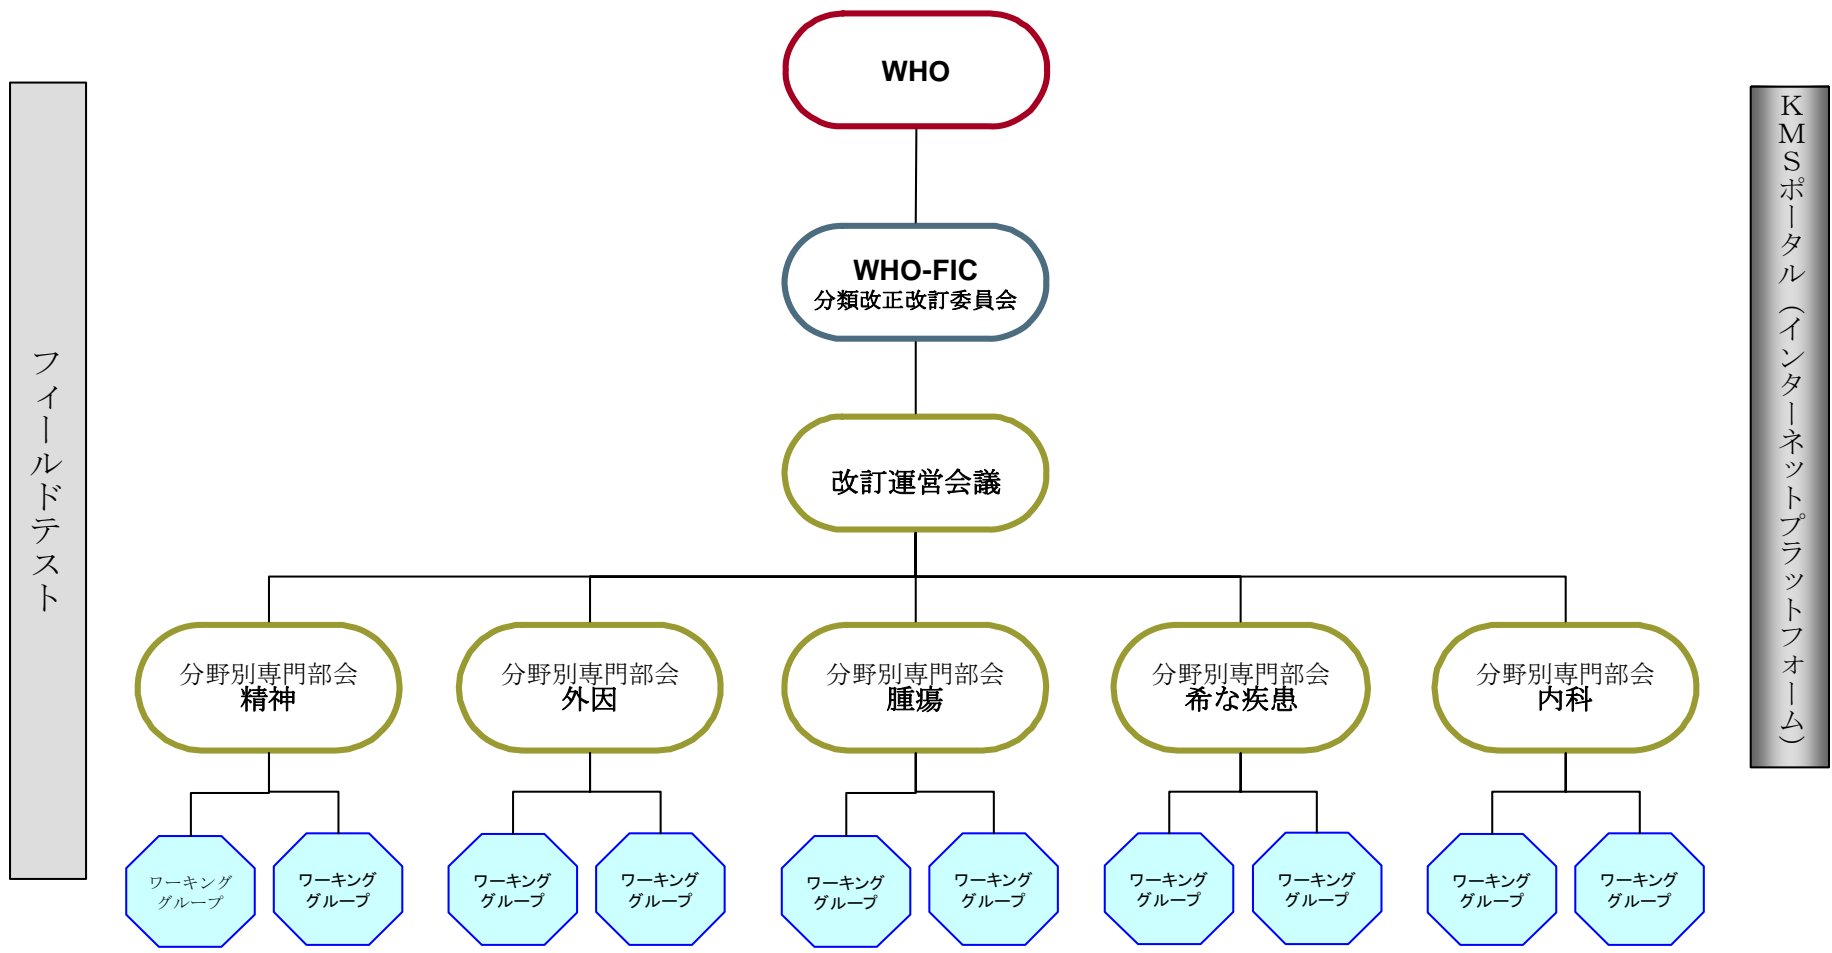 WHO
WHO-FIC
分類改正改訂委員会
改訂運営会議
分野別専門部会
精神
分野別専門部会
外因
分野別専門部会
腫瘍
分野別専門部会
希な疾患
分野別専門部会
内科
ワーキング
グループ
ワーキング
グループ
ワーキング
グループ
ワーキング
グループ
ワーキング
グループ
ワーキング
グループ
ワーキング
グループ
ワーキング
グループ
ワーキング
グループ
ワーキング
グループ
フィールドテスト
KMSポータル（インターネットプラットフォーム）